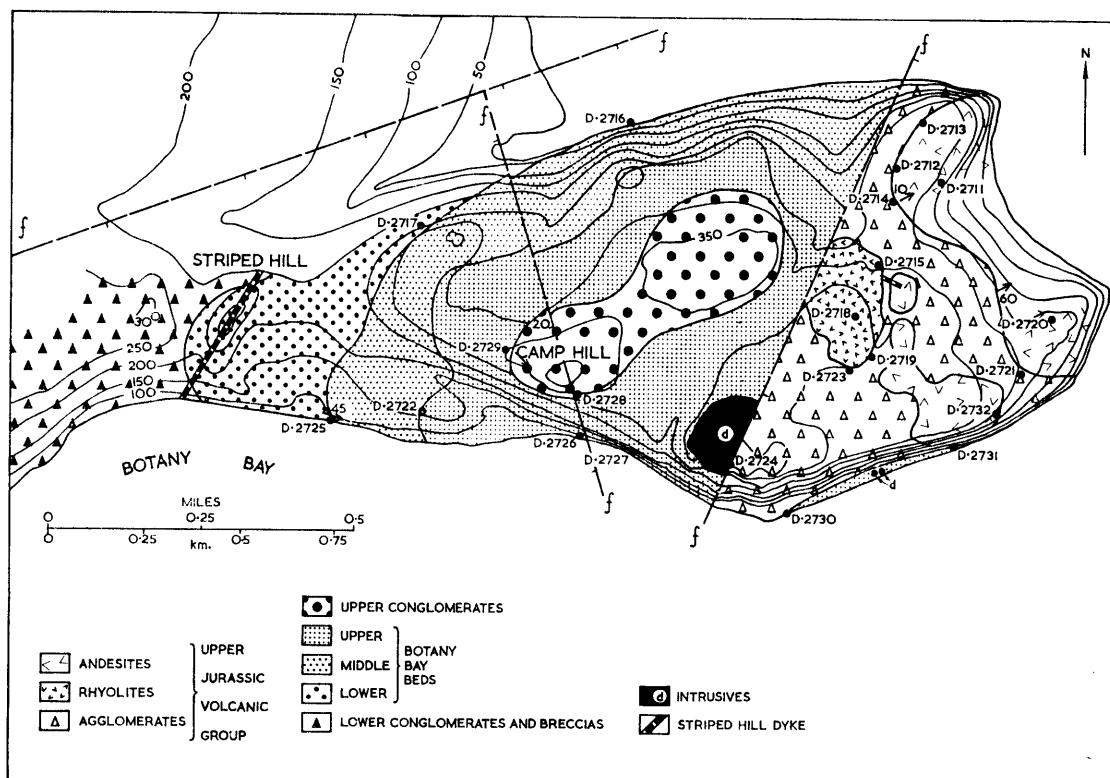 200
150
100
50
f
f
f
N
D·2716
D·2713
D·2712
10
D·2711
D·2714
D·2717
f
f
STRIPED HILL
350
D·2715
60
300
D·2718
D·2720
20
250
D·2729
CAMP HILL
D·2719
200
D·2721
150
D·2723
100
D·2728
45
D·2722
D·2732
D·2725
d
D·2726
D·2724
D·2731
D·2727
d
BOTANY BAY
f
D·2730
f
MILES
0 0·25 0·5
0 0·25 0·75
km.
UPPER CONGLOMERATES
UPPER
MIDDLE
LOWER
BOTANY
BAY
BEDS
LOWER CONGLOMERATES AND BRECCIAS
ANDESITES
RHYOLITES
AGGLOMERATES
UPPER
JURASSIC
VOLCANIC
GROUP
d INTRUSIVES
STRIPED HILL DYKE